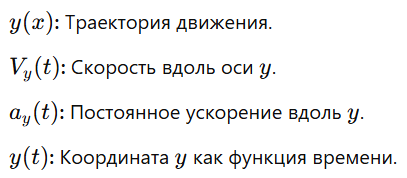 y(x): Траектория движения.
V_y(t): Скорость вдоль оси y.
a_y(t): Постоянное ускорение вдоль y.
y(t): Координата y как функция времени.